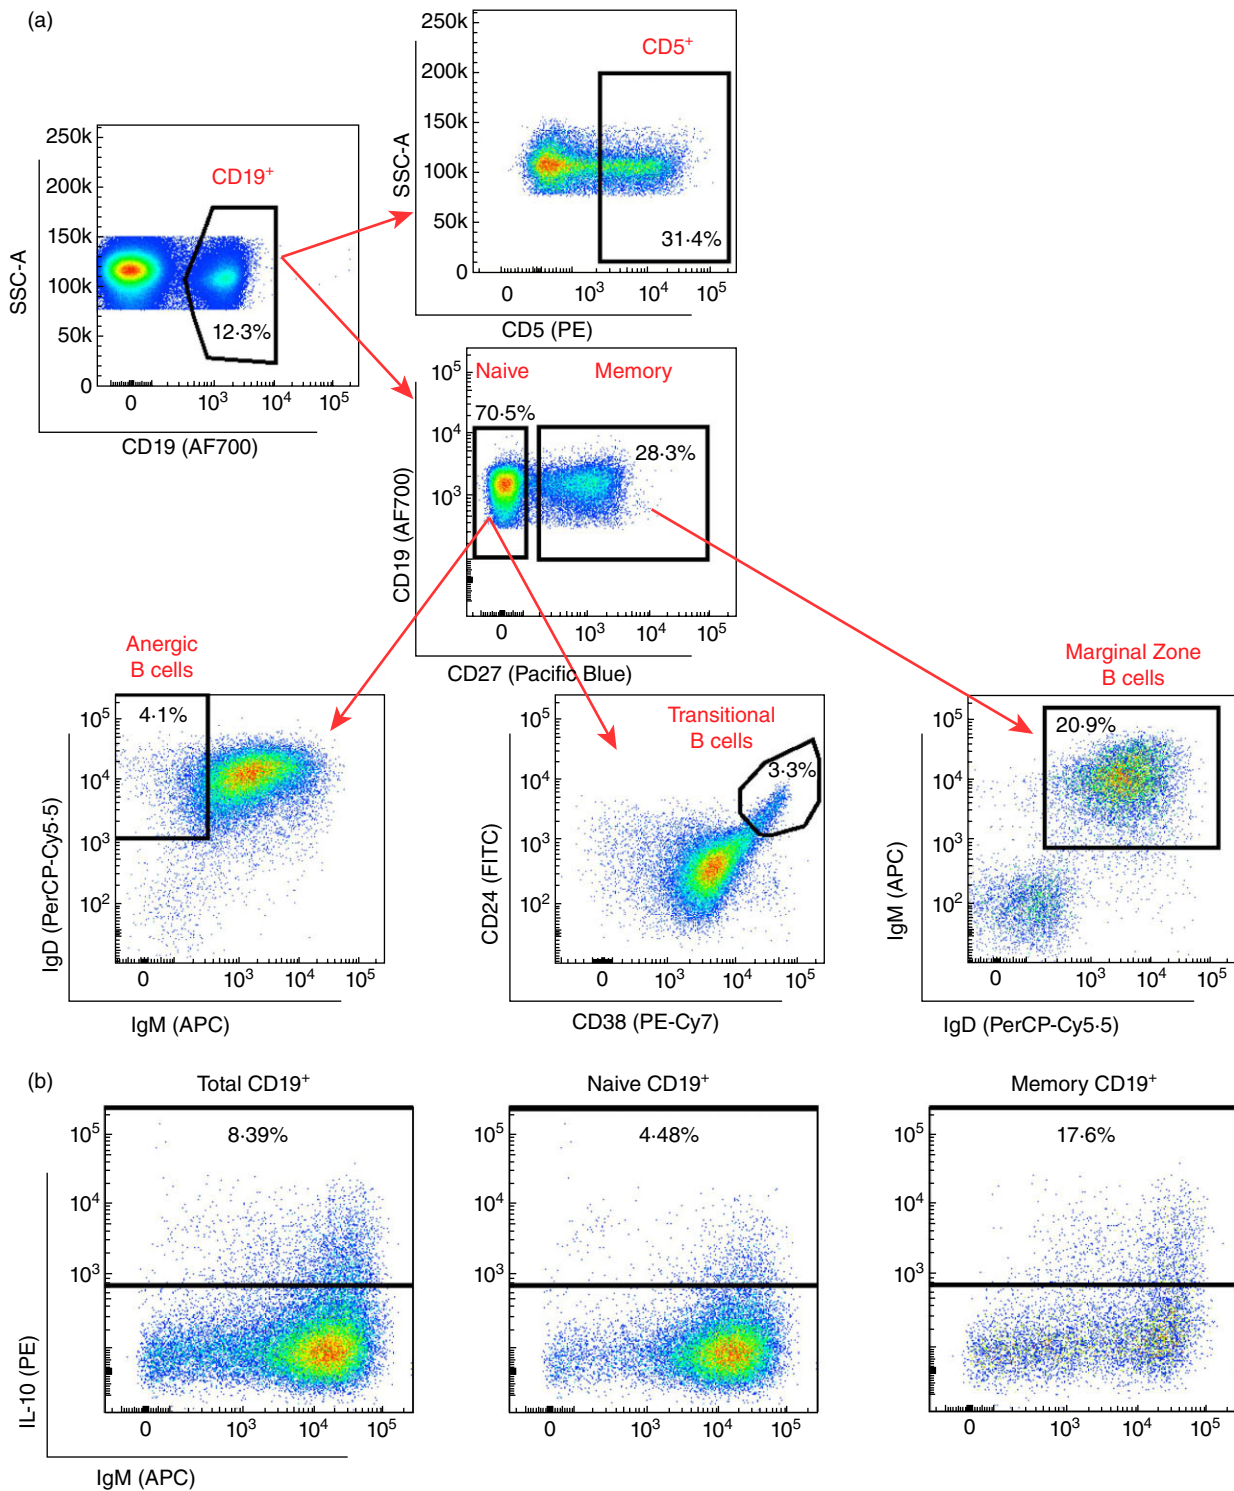 (a)
250k
200k
150k
100k
50k
0
SSC-A
CD19⁺
12·3%
0
10³
10⁴
10⁵
CD19 (AF700)
250k
200k
150k
100k
50k
0
SSC-A
CD5⁺
31·4%
0
10³
10⁴
10⁵
CD5 (PE)
10⁵
10⁴
10³
CD19 (AF700)
Naive
Memory
70·5%
28·3%
0
10³
10⁴
10⁵
CD27 (Pacific Blue)
Anergic
B cells
4·1%
10⁵
10⁴
10³
10²
IgD (PerCP-Cy5·5)
0
10³
10⁴
10⁵
IgM (APC)
Transitional
B cells
3·3%
10⁵
10⁴
10³
10²
CD24 (FITC)
0
10³
10⁴
10⁵
CD38 (PE-Cy7)
Marginal Zone
B cells
20·9%
10⁵
10⁴
10³
10²
IgM (APC)
0
10³
10⁴
10⁵
IgD (PerCP-Cy5·5)
(b)
Total CD19⁺
8·39%
10⁵
10⁴
10³
IL-10 (PE)
0
10³
10⁴
10⁵
IgM (APC)
Naive CD19⁺
4·48%
10⁵
10⁴
10³
0
10³
10⁴
10⁵
Memory CD19⁺
17·6%
10⁵
10⁴
10³
0
10³
10⁴
10⁵